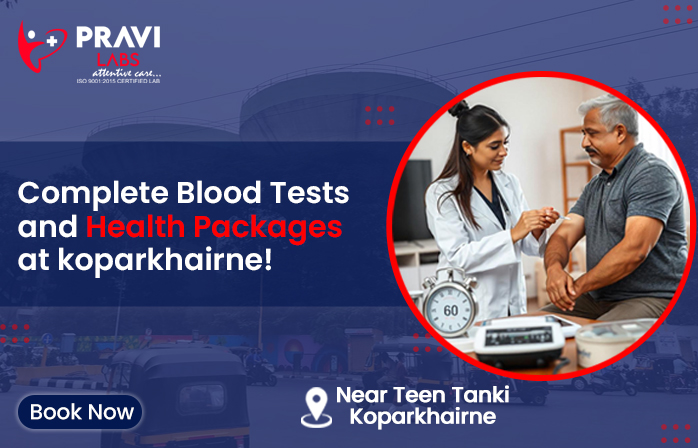 PRAVI
LABS
attentive care...
ISO 9001:2015 CERTIFIED LAB
Complete Blood Tests
and Health Packages
at koparkhairne!
60
Near Teen Tanki
Koparkhairne
Book Now